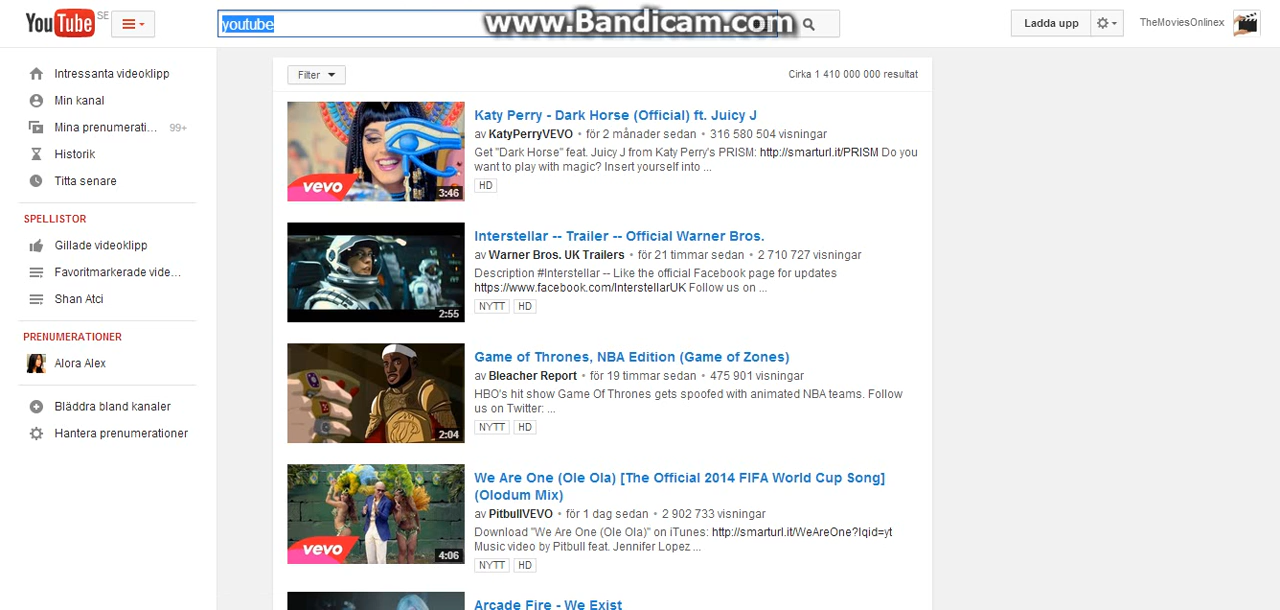 YouTube SE
youtube
www.Bandicam.com
Ladda upp
TheMoviesOnlinex
Intressanta videoklipp
Min kanal
Mina prenumerati... 99+
Historik
Titta senare
SPELLISTOR
Gillade videoklipp
Favoritmarkerade vide...
Shan Atci
PRENUMERATIONER
Alora Alex
Bläddra bland kanaler
Hantera prenumerationer
Filter
Cirka 1 410 000 000 resultat
vevo
3:46
Katy Perry - Dark Horse (Official) ft. Juicy J
av KatyPerryVEVO • för 2 månader sedan • 316 580 504 visningar
Get "Dark Horse" feat. Juicy J from Katy Perry's PRISM: http://smarturl.it/PRISM Do you
want to play with magic? Insert yourself into ...
HD
2:55
Interstellar -- Trailer -- Official Warner Bros.
av Warner Bros. UK Trailers • för 21 timmar sedan • 2 710 727 visningar
Description #Interstellar -- Like the official Facebook page for updates
https://www.facebook.com/InterstellarUK Follow us on ...
NYTT HD
2:04
Game of Thrones, NBA Edition (Game of Zones)
av Bleacher Report • för 19 timmar sedan • 475 901 visningar
HBO's hit show Game Of Thrones gets spoofed with animated NBA teams. Follow
us on Twitter: ...
NYTT HD
vevo
4:06
We Are One (Ole Ola) [The Official 2014 FIFA World Cup Song]
(Olodum Mix)
av PitbullVEVO • för 1 dag sedan • 2 902 733 visningar
Download "We Are One (Ole Ola)" on iTunes: http://smarturl.it/WeAreOne?Iqid=yt
Music video by Pitbull feat. Jennifer Lopez ...
NYTT HD
Arcade Fire - We Exist